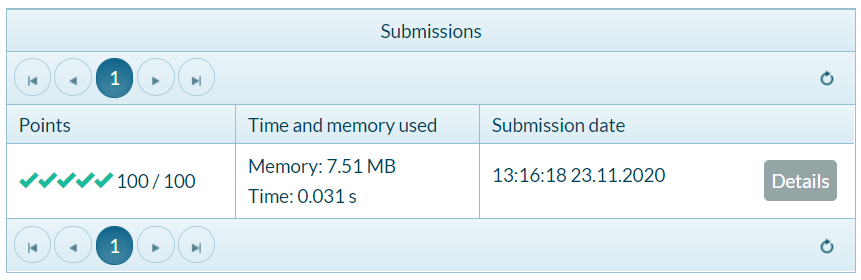 Submissions
1
Points Time and memory used Submission date
100 / 100 Memory: 7.51 MB 13:16:18 23.11.2020 Details
Time: 0.031 s
1